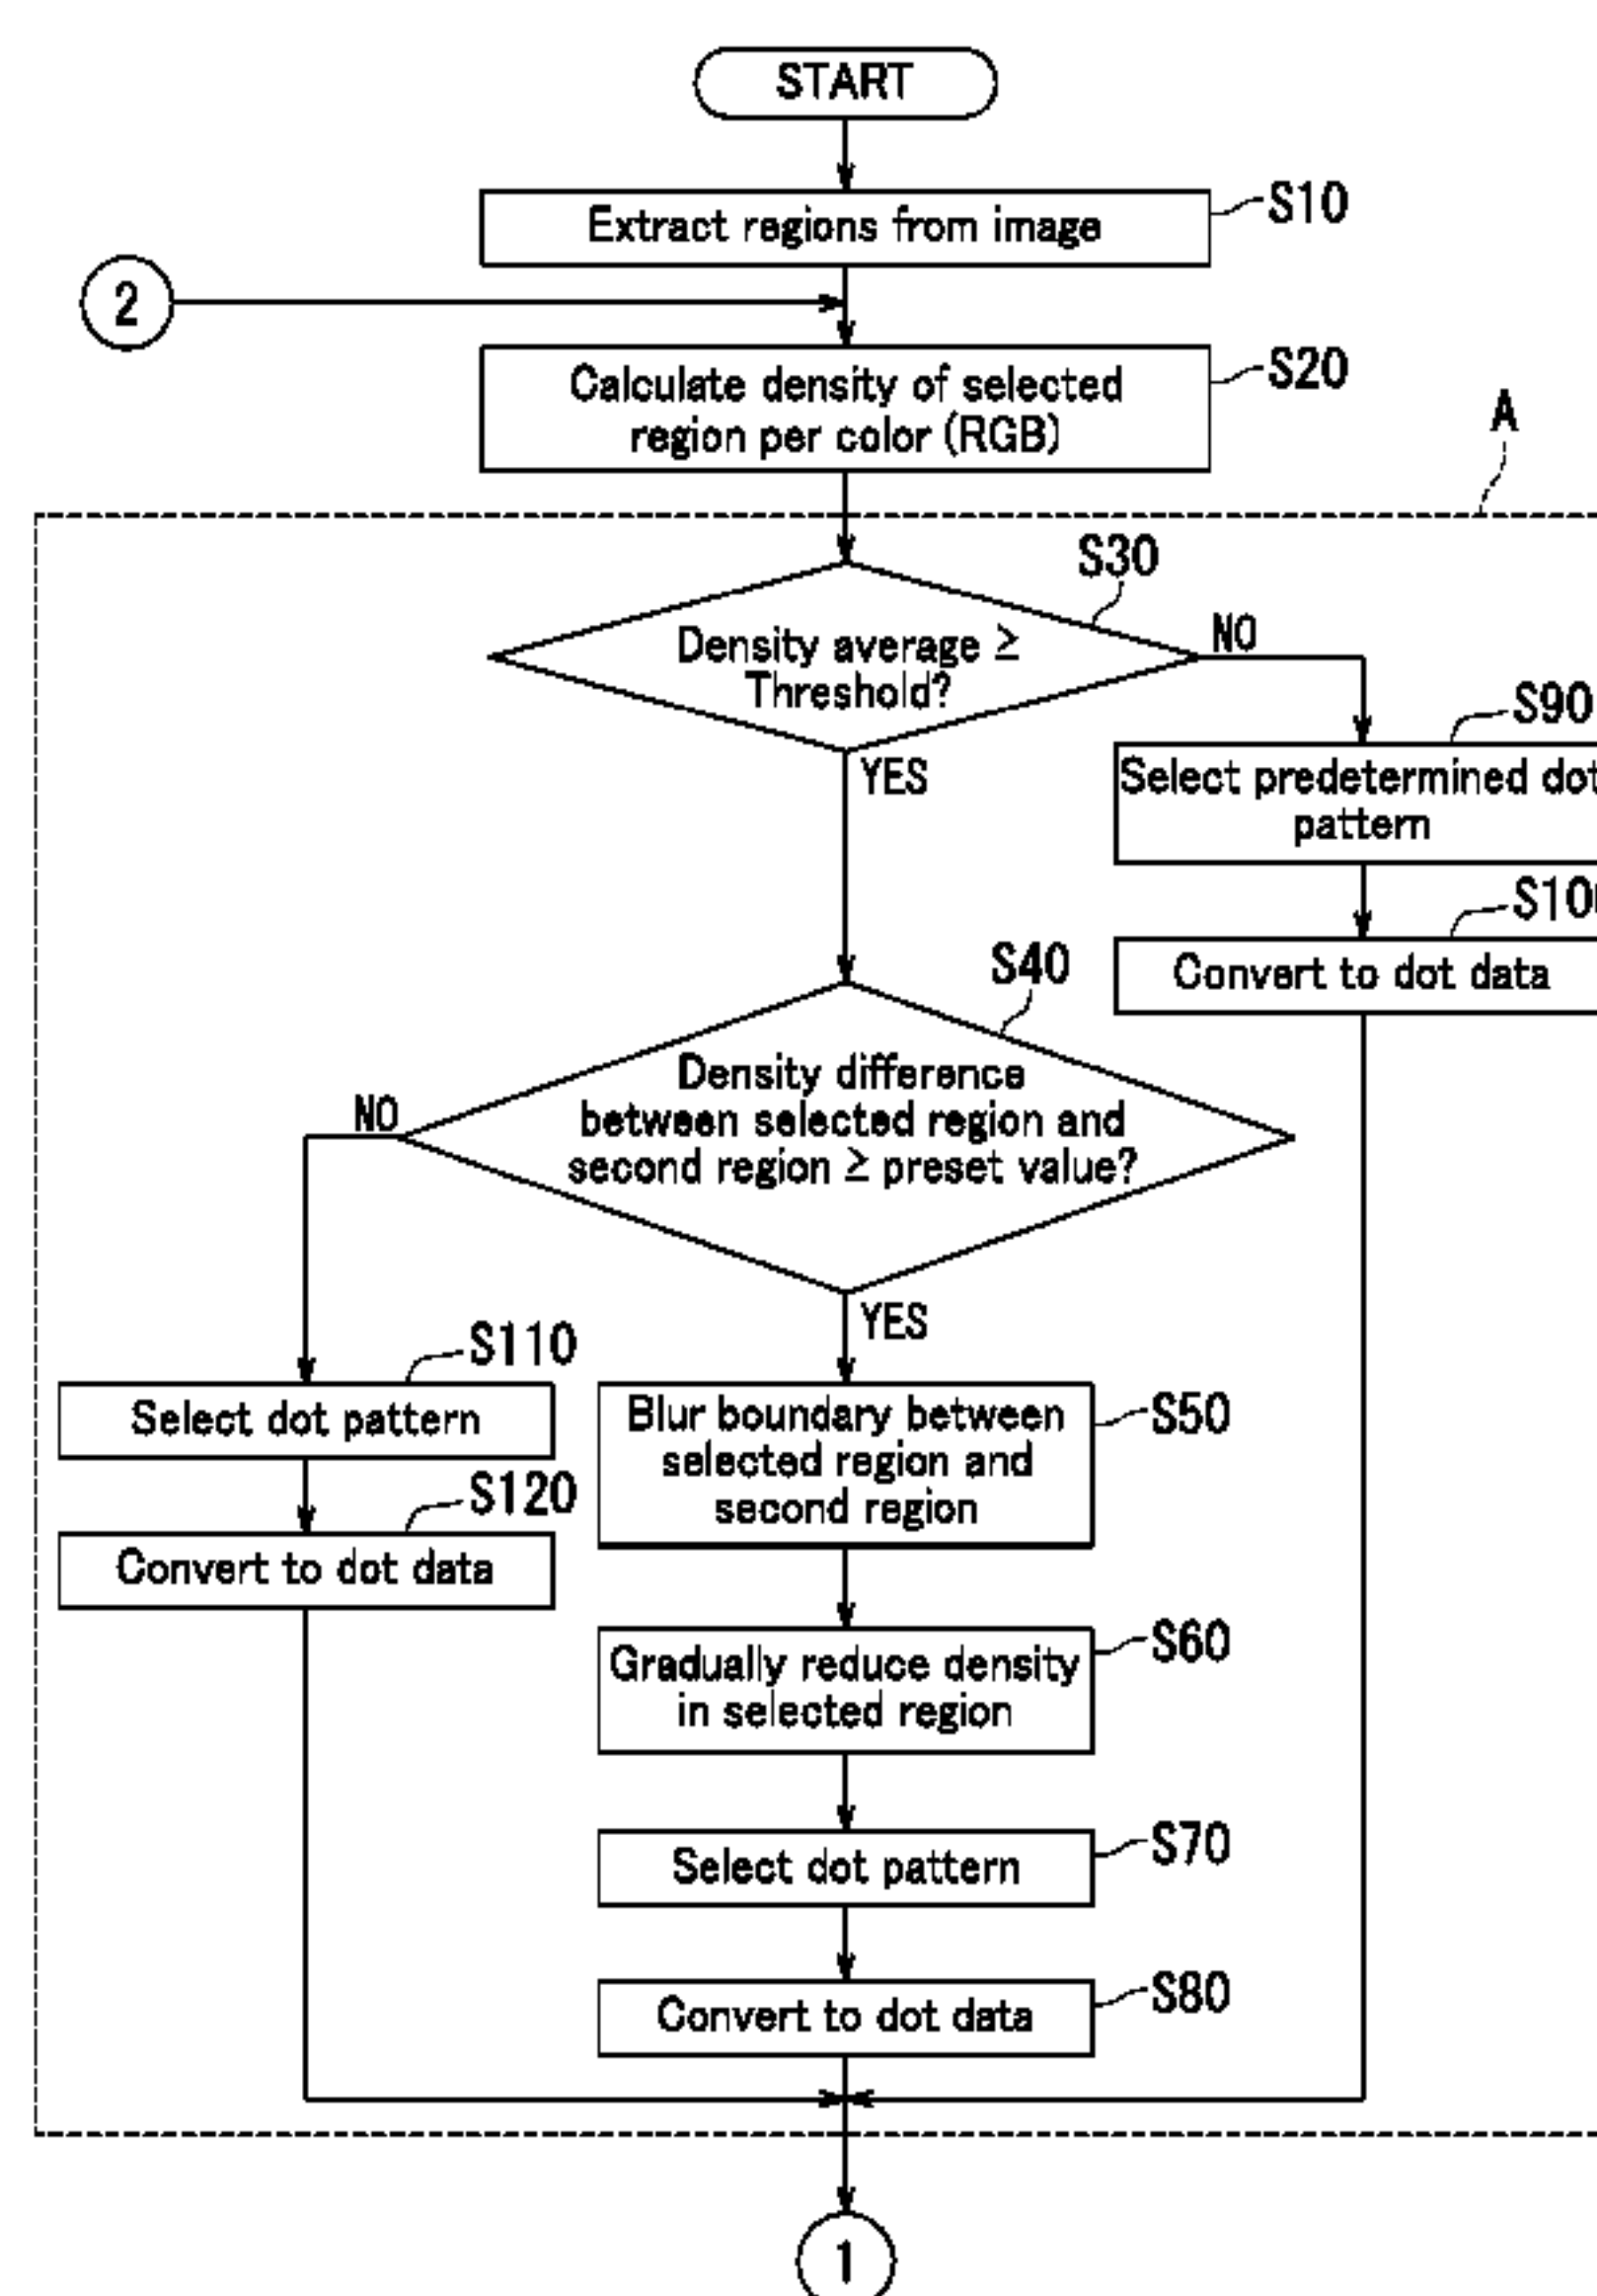 START
Extract regions from image
S10
2
Calculate density of selected
region per color (RGB)
S20
A
S30
Density average ≥
Threshold?
NO
YES
S90
Select predetermined dot
pattern
S100
Convert to dot data
S40
Density difference
between selected region and
second region ≥ preset value?
NO
YES
S110
Select dot pattern
S120
Convert to dot data
Blur boundary between
selected region and
second region
S50
Gradually reduce density
in selected region
S60
Select dot pattern
S70
Convert to dot data
S80
1